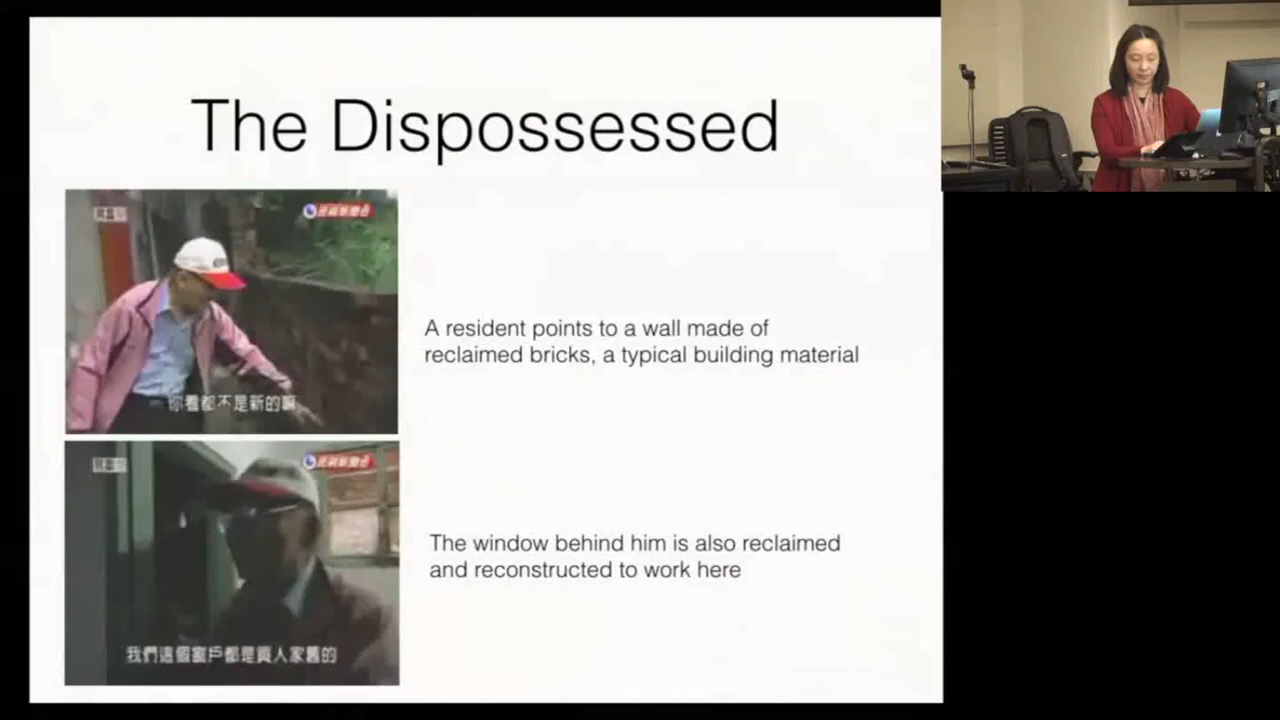 The Dispossessed
你看都不是新的啊
A resident points to a wall made of
reclaimed bricks, a typical building material
我們這個窗戶都是買人家舊的
The window behind him is also reclaimed
and reconstructed to work here